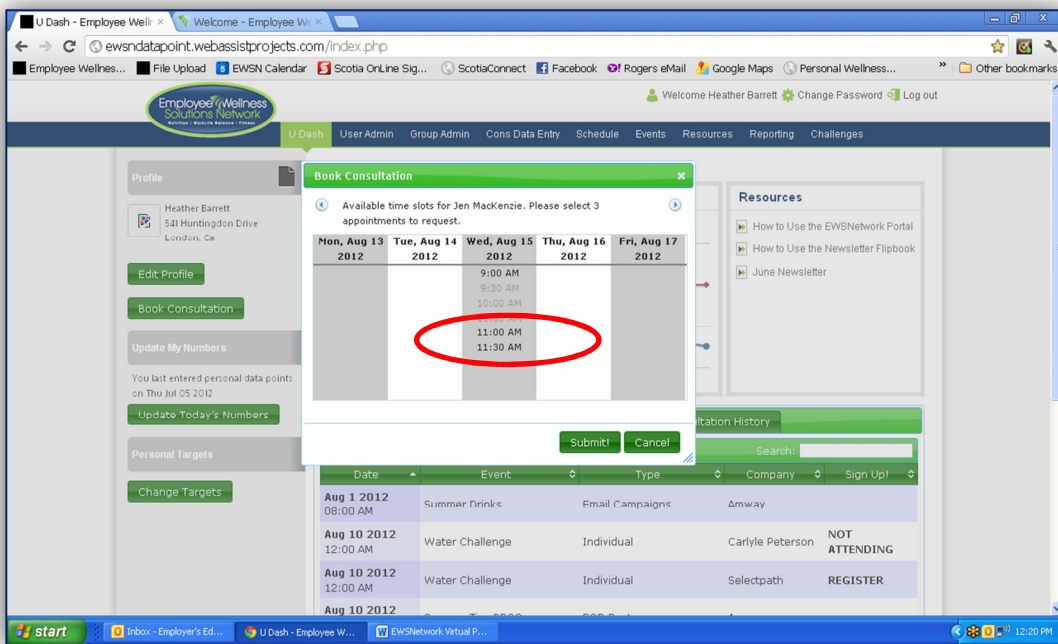 U Dash - Employee Welln
Welcome - Employee We
ewsndatapoint.webassistprojects.com/index.php
Employee Wellnes...
File Upload
5
EWSN Calendar
Scotia OnLine Sig...
ScotiaConnect
Facebook
Rogers eMail
Google Maps
Personal Wellness...
»
Other bookmarks
Employee Wellness
Solutions Network
Nutrition | Worklife Balance | Fitness
Welcome Heather Barrett
Change Password
Log out
U Dash
User Admin
Group Admin
Cons Data Entry
Schedule
Events
Resources
Reporting
Challenges
Profile
Heather Barrett
541 Huntingdon Drive
London, Ca
Edit Profile
Book Consultation
Update My Numbers
You last entered personal data points
on Thu Jul 05 2012
Update Today's Numbers
Personal Targets
Change Targets
Book Consultation
Available time slots for Jen MacKenzie. Please select 3
appointments to request.
Mon, Aug 13 2012
Tue, Aug 14 2012
Wed, Aug 15 2012
Thu, Aug 16 2012
Fri, Aug 17 2012
9:00 AM
9:30 AM
10:00 AM
10:30 AM
11:00 AM
11:30 AM
Submit!
Cancel
Resources
How to Use the EWSNetwork Portal
How to Use the Newsletter Flipbook
June Newsletter
ltation History
Search:
Date
Event
Type
Company
Sign Up!
Aug 1 2012
08:00 AM
Summer Drinks
Email Campaigns
Amway
Aug 10 2012
12:00 AM
Water Challenge
Individual
Carlyle Peterson
NOT
ATTENDING
Aug 10 2012
12:00 AM
Water Challenge
Individual
Selectpath
REGISTER
Aug 10 2012
start
Inbox - Employer's Ed...
U Dash - Employee W...
EWSNetwork Virtual P...
12:20 PM